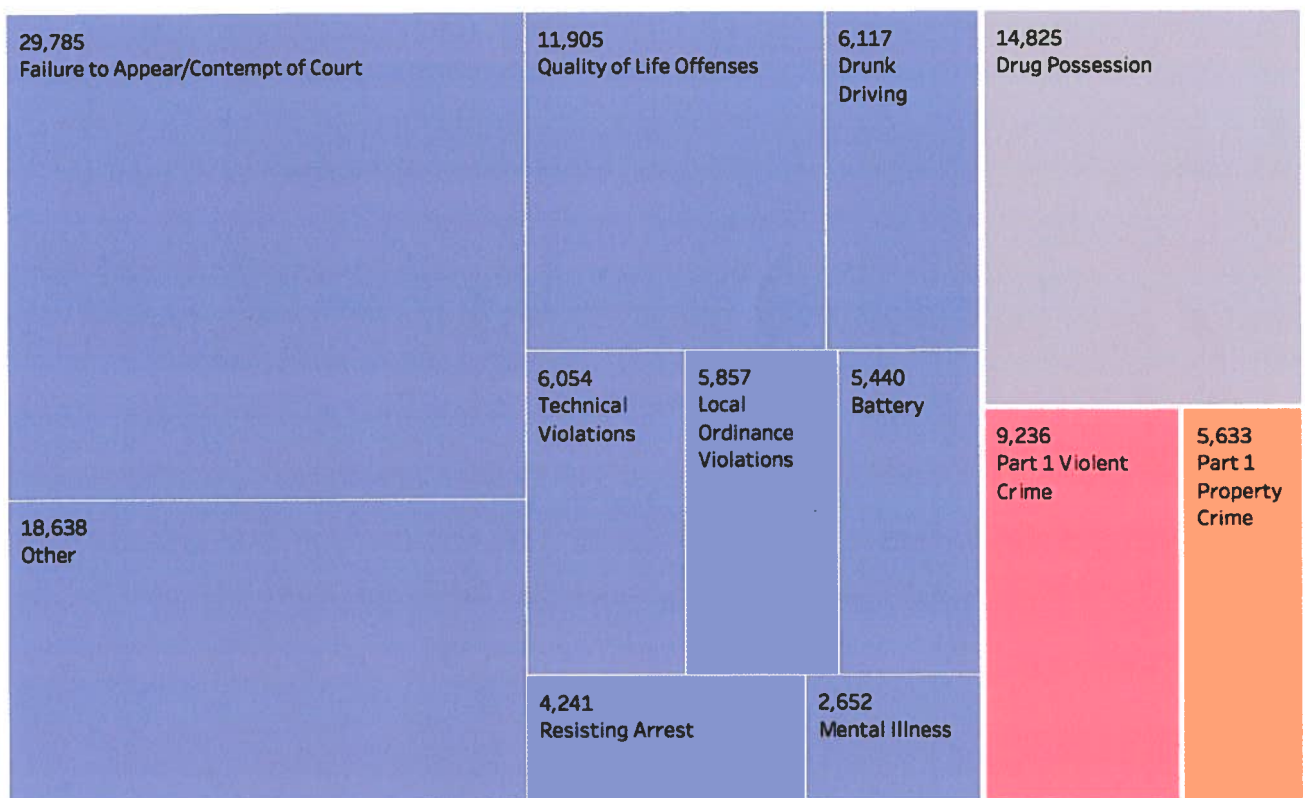 29,785
Failure to Appear/Contempt of Court
11,905
Quality of Life Offenses
6,117
Drunk
Driving
14,825
Drug Possession
6,054
Technical
Violations
5,857
Local
Ordinance
Violations
5,440
Battery
9,236
Part 1 Violent
Crime
5,633
Part 1
Property
Crime
18,638
Other
4,241
Resisting Arrest
2,652
Mental Illness